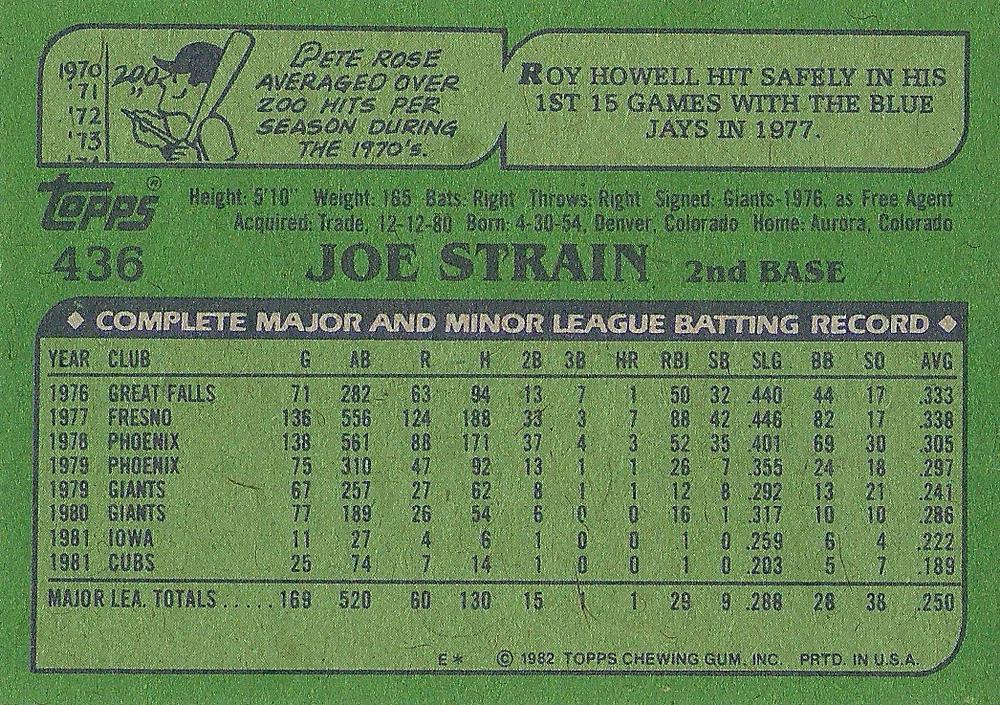 1970
'71
'72
'73
'74
200
"
PETE ROSE
AVERAGED OVER
200 HITS PER
SEASON DURING
THE 1970's.
ROY HOWELL HIT SAFELY IN HIS
1ST 15 GAMES WITH THE BLUE
JAYS IN 1977.
topps®
Height: 5'10" Weight: 165 Bats: Right Throws: Right Signed: Giants-1976, as Free Agent
Acquired: Trade, 12-12-80 Born: 4-30-54, Denver, Colorado Home: Aurora, Colorado
436 JOE STRAIN 2nd BASE
COMPLETE MAJOR AND MINOR LEAGUE BATTING RECORD
YEAR CLUB G AB R H 2B 3B HR RBI SB SLG BB SO AVG
1976 GREAT FALLS 71 282 63 94 13 7 1 50 32 .440 44 17 .333
1977 FRESNO 136 556 124 188 33 3 7 88 42 .446 82 17 .338
1978 PHOENIX 138 561 88 171 37 4 3 52 35 .401 69 30 .305
1979 PHOENIX 75 310 47 92 13 1 1 26 7 .355 24 18 .297
1979 GIANTS 67 257 27 62 8 1 1 12 8 .292 13 21 .241
1980 GIANTS 77 189 26 54 6 0 0 16 1 .317 10 10 .286
1981 IOWA 11 27 4 6 1 0 0 1 0 .259 6 4 .222
1981 CUBS 25 74 7 14 1 0 0 1 0 .203 5 7 .189
MAJOR LEA. TOTALS ..... 169 520 60 130 15 1 1 29 9 .288 28 38 .250
E* © 1982 TOPPS CHEWING GUM, INC. PRTD. IN U.S.A.